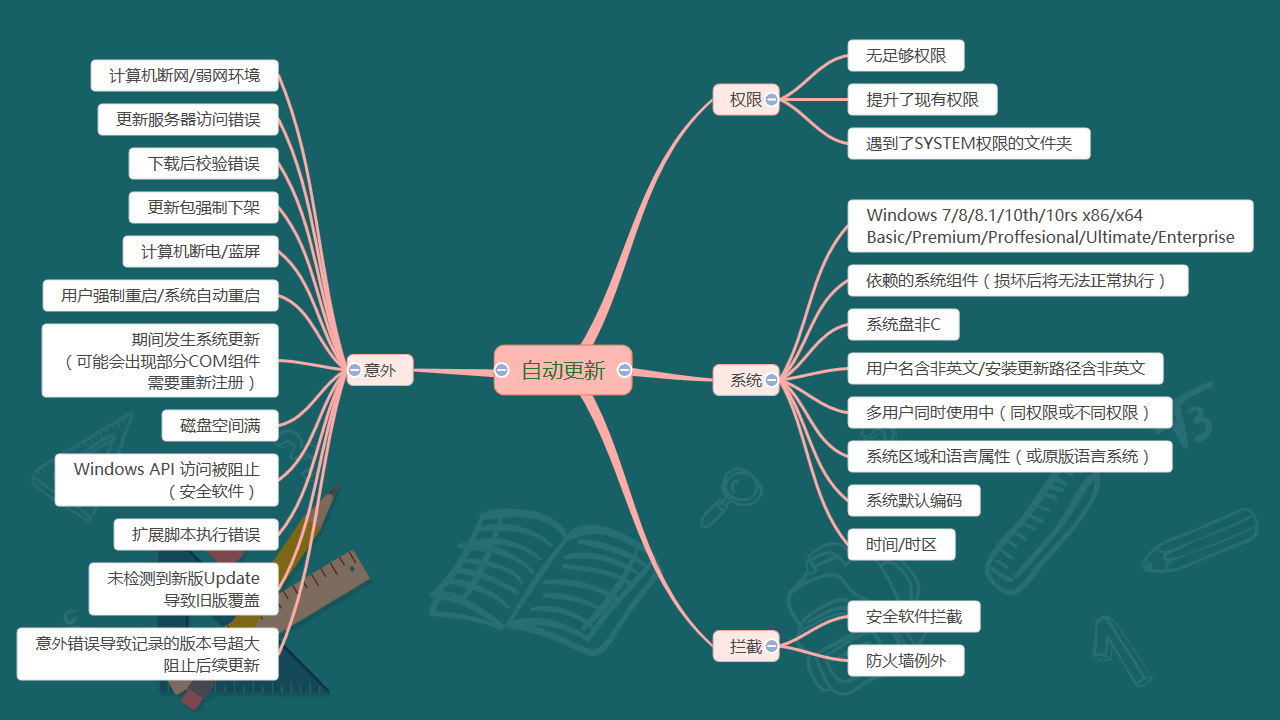 自动更新
权限
无足够权限
提升了现有权限
遇到了SYSTEM权限的文件夹
系统
Windows 7/8/8.1/10th/10rs x86/x64
Basic/Premium/Proffesional/Ultimate/Enterprise
依赖的系统组件（损坏后将无法正常执行）
系统盘非C
用户名含非英文/安装更新路径含非英文
多用户同时使用中（同权限或不同权限）
系统区域和语言属性（或原版语言系统）
系统默认编码
时间/时区
拦截
安全软件拦截
防火墙例外
意外
计算机断网/弱网环境
更新服务器访问错误
下载后校验错误
更新包强制下架
计算机断电/蓝屏
用户强制重启/系统自动重启
期间发生系统更新
（可能会出现部分COM组件
需要重新注册）
磁盘空间满
Windows API 访问被阻止
（安全软件）
扩展脚本执行错误
未检测到新版Update
导致旧版覆盖
意外错误导致记录的版本号超大
阻止后续更新
√3